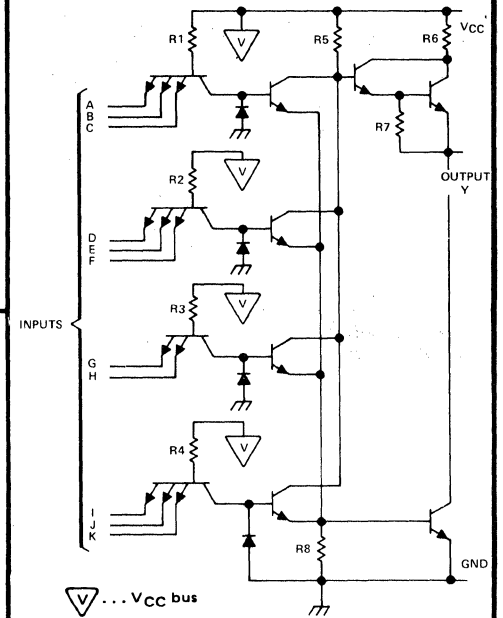 VCC
R1
V
R5
R6
A
B
C
R7
R2
V
OUTPUT
Y
D
E
F
R3
V
INPUTS
G
H
R4
V
I
J
K
R8
GND
V ... VCC bus